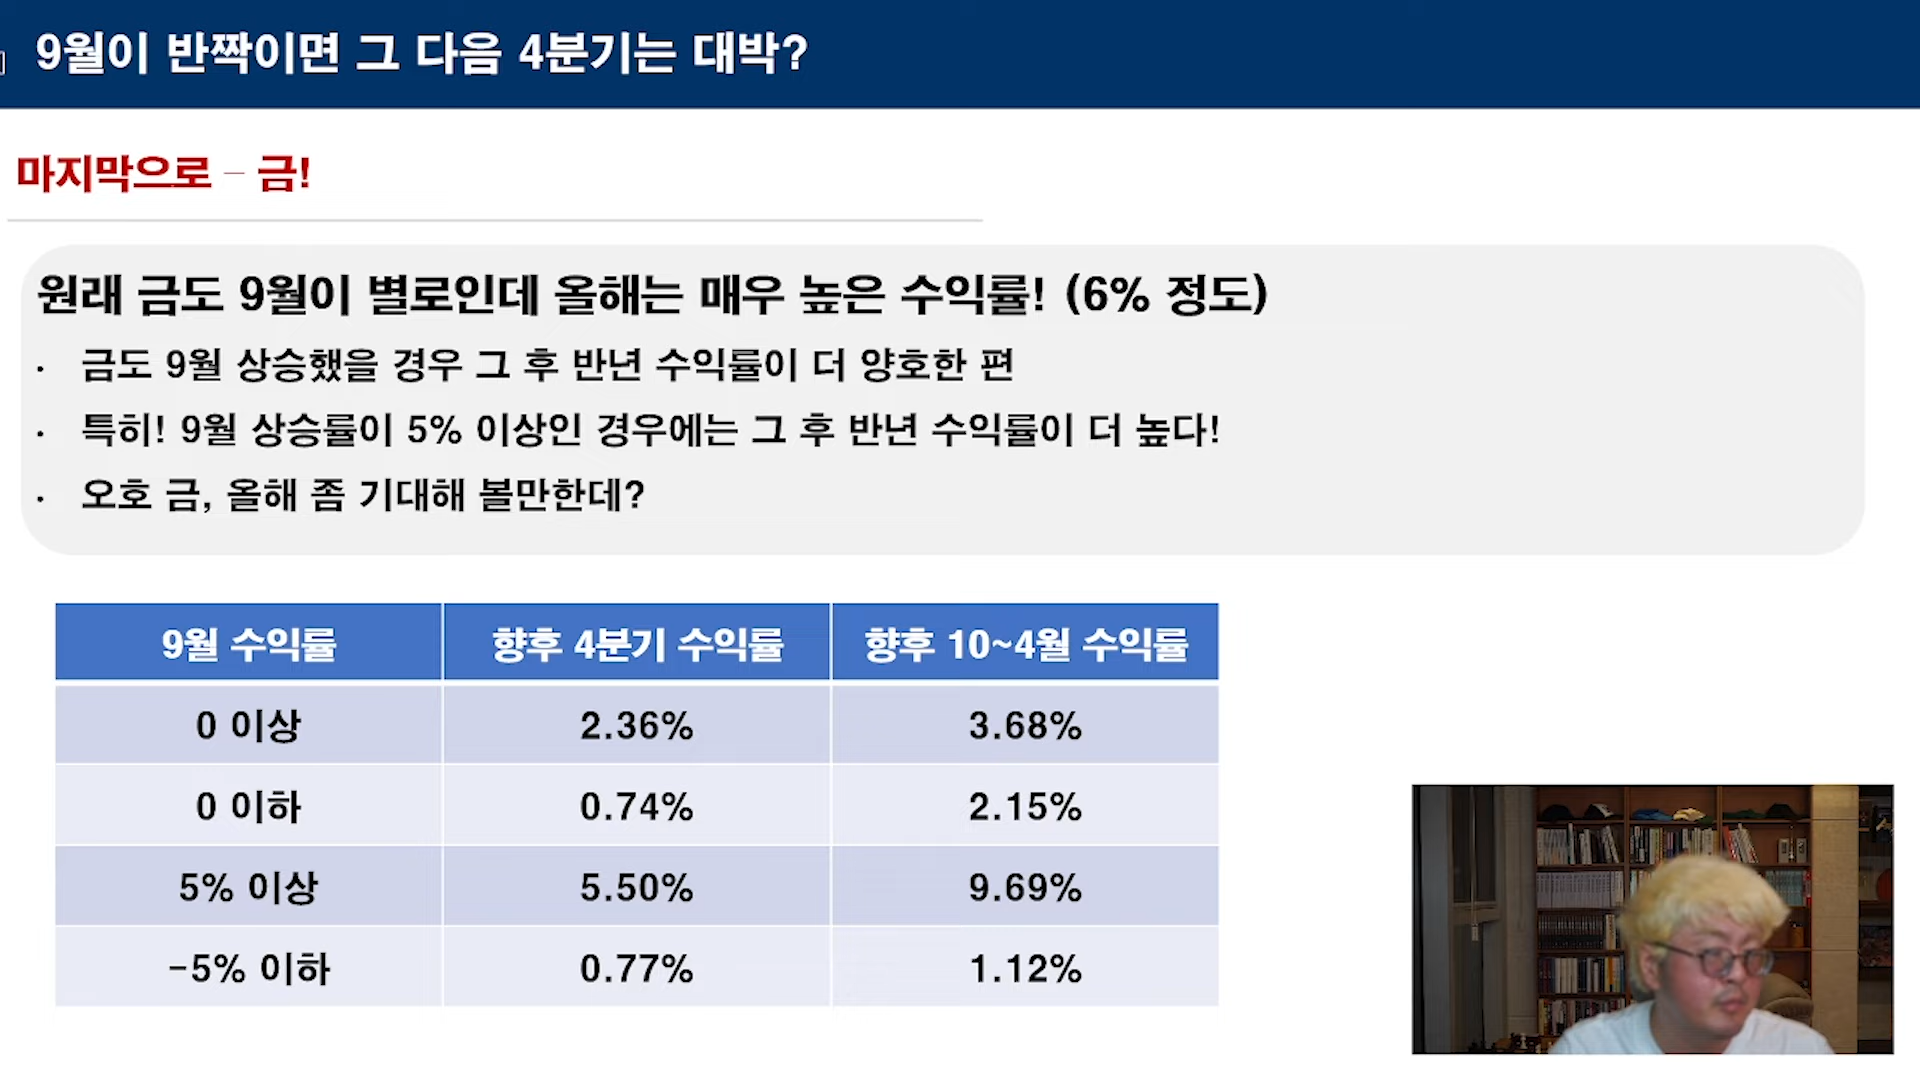 9월이 반짝이면 그 다음 4분기는 대박?
마지막으로 – 금!
원래 금도 9월이 별로인데 올해는 매우 높은 수익률! (6% 정도)
· 금도 9월 상승했을 경우 그 후 반년 수익률이 더 양호한 편
· 특히! 9월 상승률이 5% 이상인 경우에는 그 후 반년 수익률이 더 높다!
· 오호 금, 올해 좀 기대해 볼만한데?
9월 수익률 향후 4분기 수익률 향후 10~4월 수익률
0 이상 2.36% 3.68%
0 이하 0.74% 2.15%
5% 이상 5.50% 9.69%
-5% 이하 0.77% 1.12%